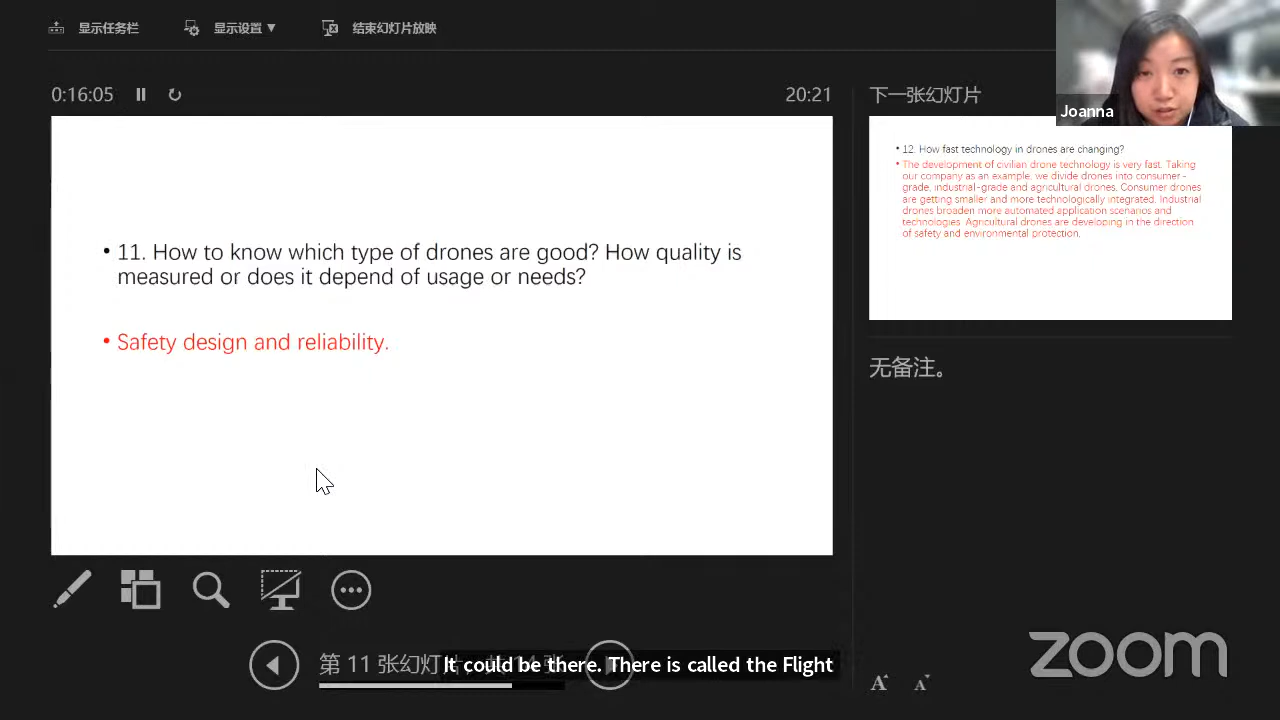 显示任务栏
显示设置 ▼
结束幻灯片放映
Joanna
0:16:05
20:21
下一张幻灯片
• 11. How to know which type of drones are good? How quality is
measured or does it depend of usage or needs?
• Safety design and reliability.
• 12. How fast technology in drones are changing?
• The development of civilian drone technology is very fast. Taking
our company as an example, we divide drones into consumer-
grade, industrial-grade and agricultural drones. Consumer drones
are getting smaller and more technologically integrated. Industrial
drones broaden more automated application scenarios and
technologies. Agricultural drones are developing in the direction
of safety and environmental protection.
无备注。
第 11 张幻灯
It could be there. There is called the Flight
zoom
A A